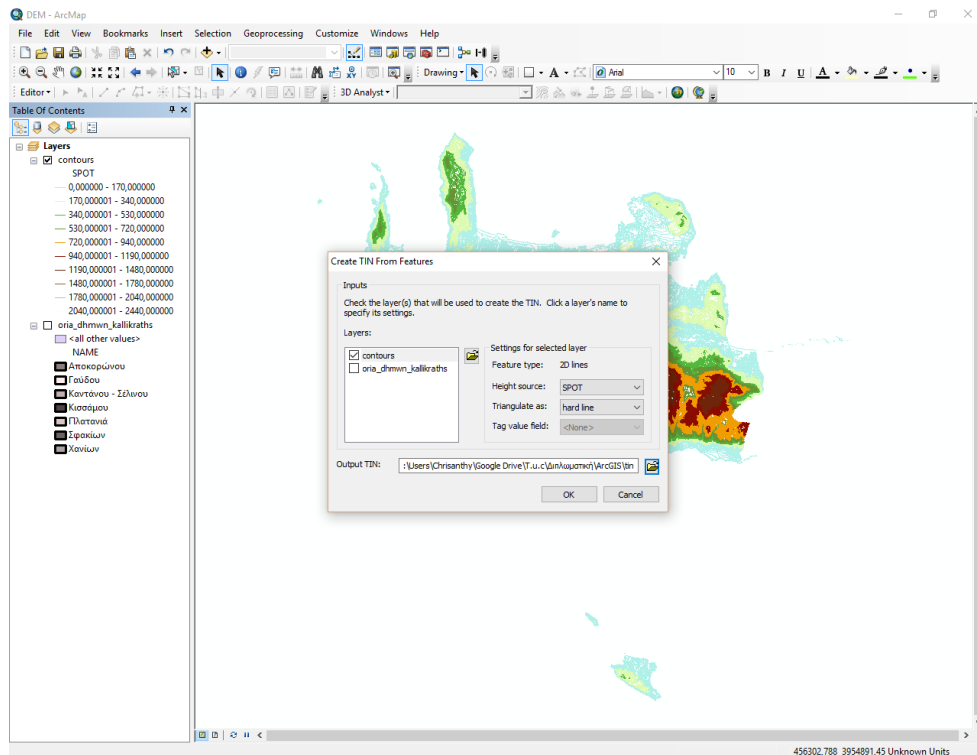 DEM - ArcMap
File Edit View Bookmarks Insert Selection Geoprocessing Customize Windows Help
Drawing A Arial 10 B I U A
Editor 3D Analyst
Table Of Contents
Layers
contours
SPOT
0,000000 - 170,000000
170,000001 - 340,000000
340,000001 - 530,000000
530,000001 - 720,000000
720,000001 - 940,000000
940,000001 - 1190,000000
1190,000001 - 1480,000000
1480,000001 - 1780,000000
1780,000001 - 2040,000000
2040,000001 - 2440,000000
oria_dhmwn_kallikraths
<all other values>
NAME
Αποκορώνου
Γαύδου
Καντάνου - Σέλινου
Κισσάμου
Πλατανιά
Σφακίων
Χανίων
Create TIN From Features
Inputs
Check the layer(s) that will be used to create the TIN. Click a layer's name to
specify its settings.
Layers:
contours
oria_dhmwn_kallikraths
Settings for selected layer
Feature type: 2D lines
Height source: SPOT
Triangulate as: hard line
Tag value field: <None>
Output TIN: :\Users\Chrisanthy\Google Drive\T.u.c\Διπλωματική\ArcGIS\tin
OK Cancel
456302,788 3954891,45 Unknown Units